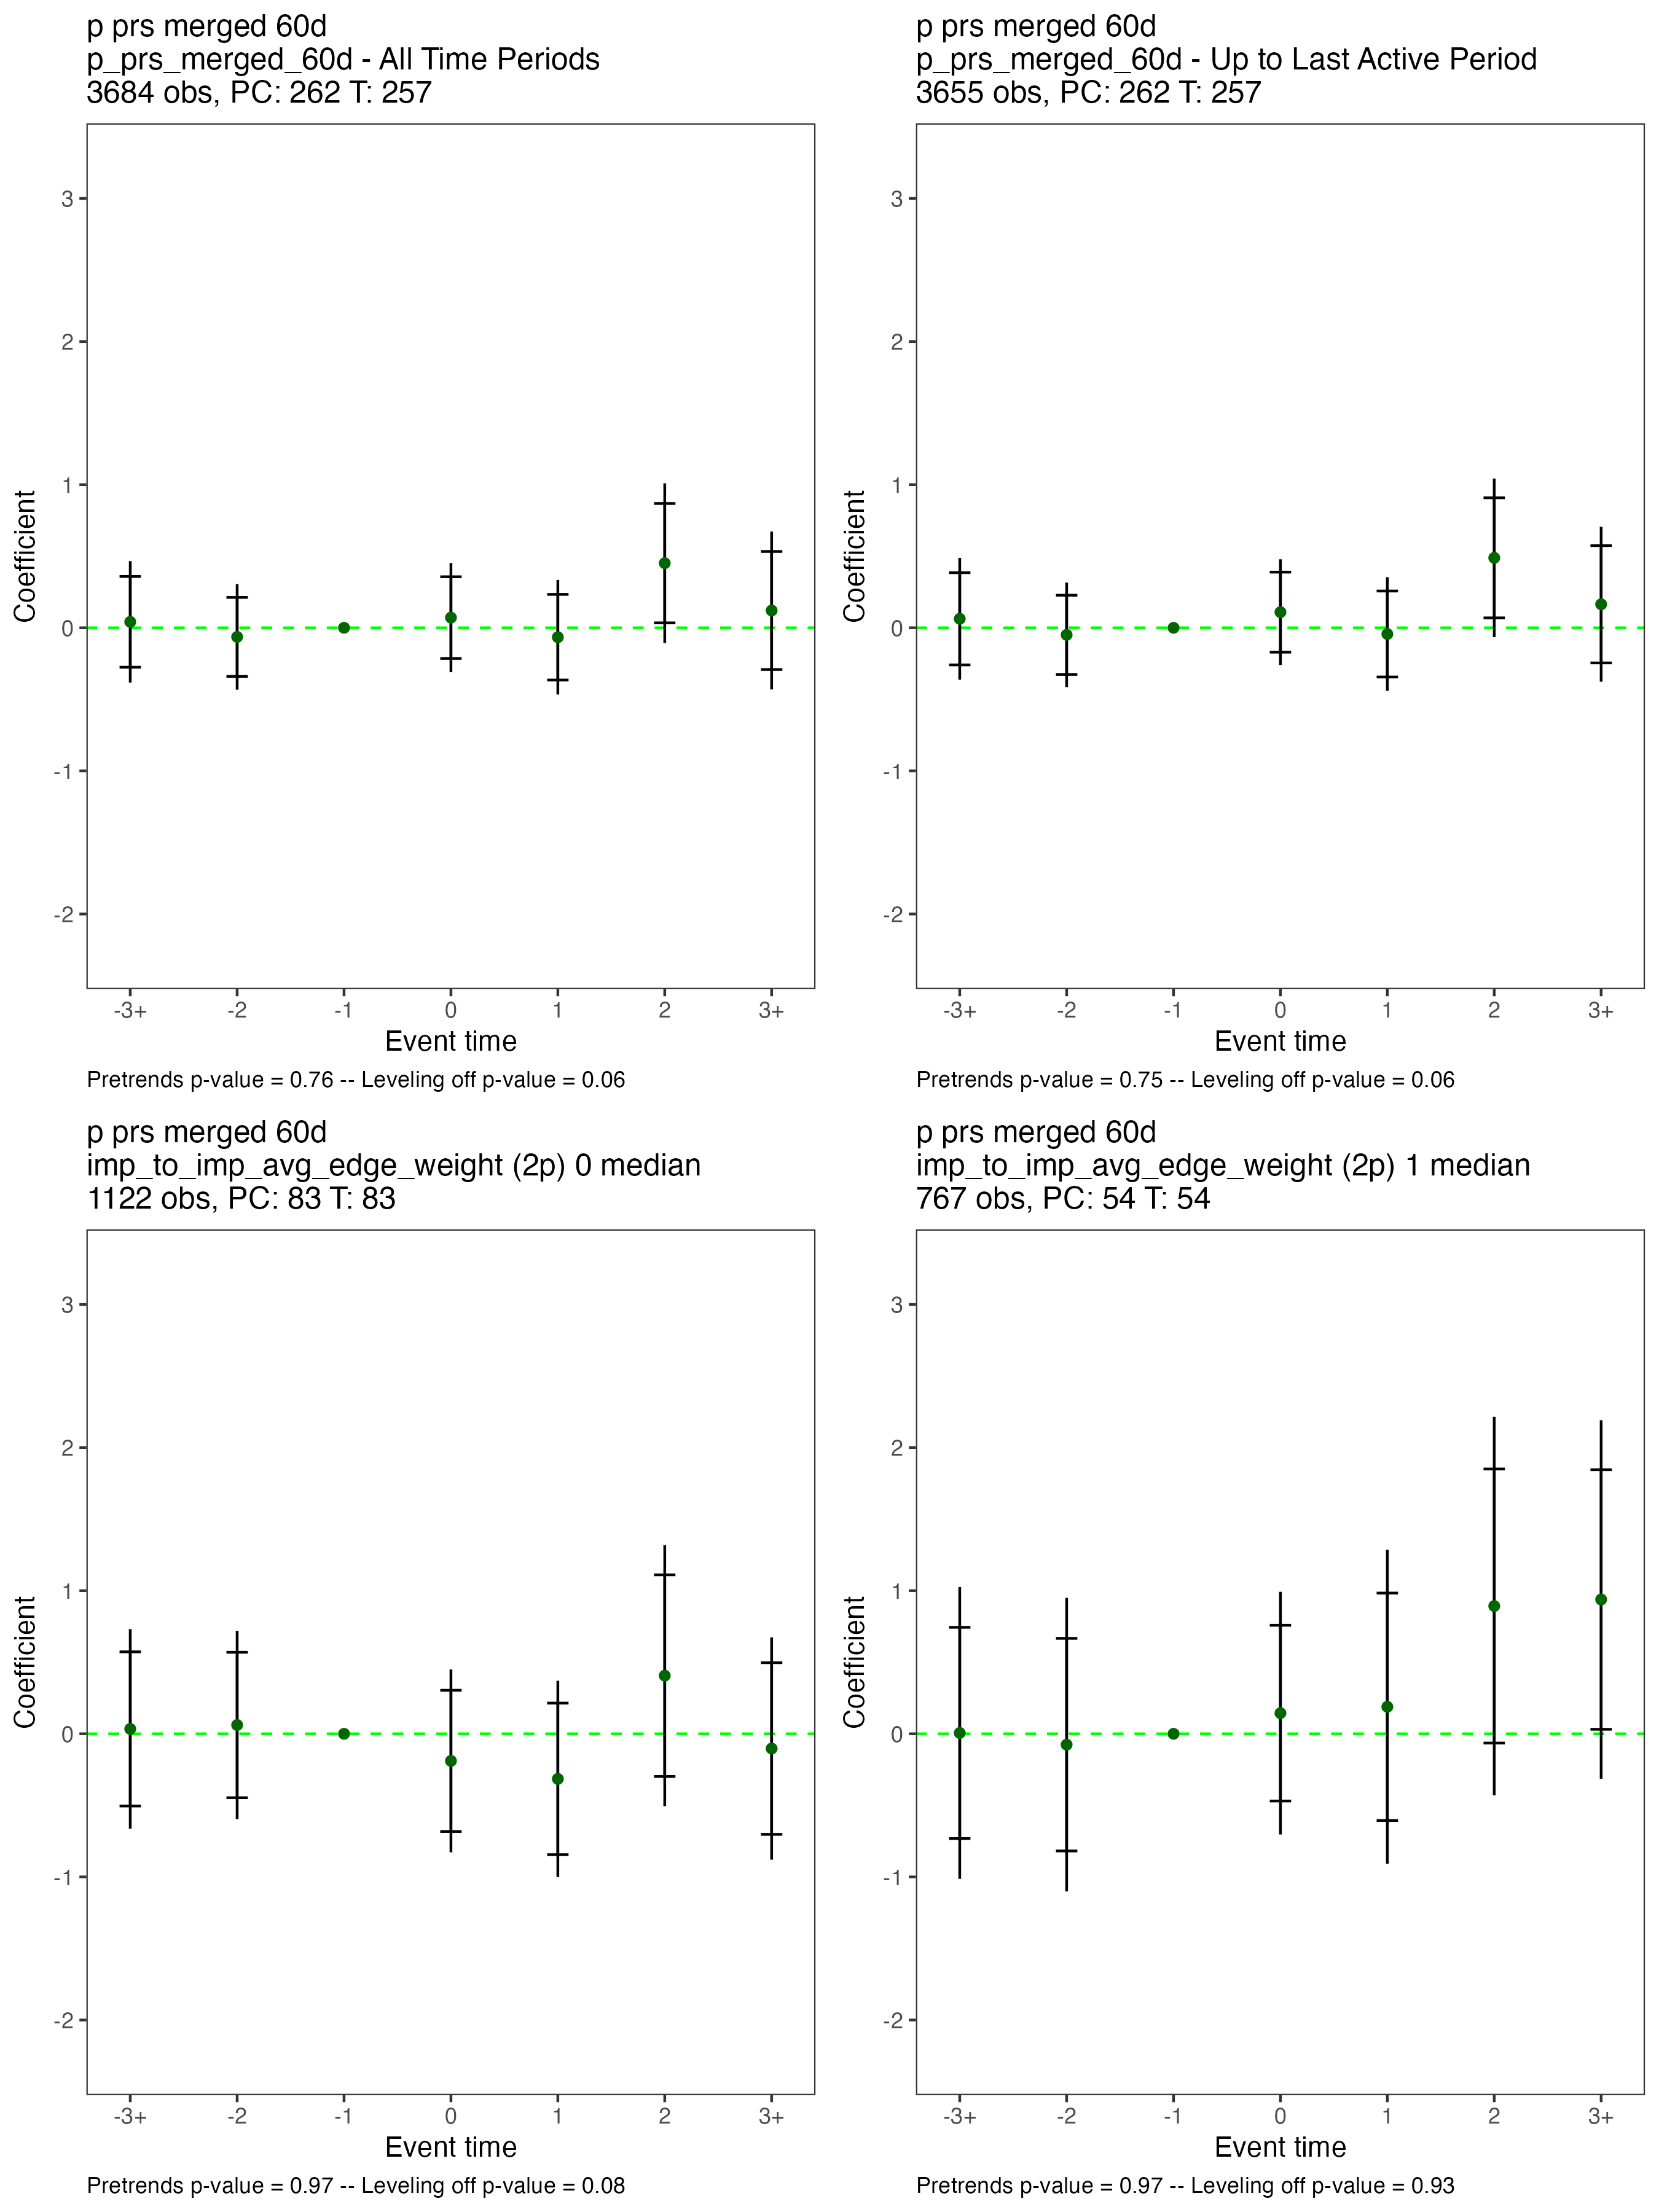 p prs merged 60d
p_prs_merged_60d - All Time Periods
3684 obs, PC: 262 T: 257
3
2
1
0
-1
-2
Coefficient
-3+ -2 -1 0 1 2 3+
Event time
Pretrends p-value = 0.76 -- Leveling off p-value = 0.06
p prs merged 60d
p_prs_merged_60d - Up to Last Active Period
3655 obs, PC: 262 T: 257
3
2
1
0
-1
-2
Coefficient
-3+ -2 -1 0 1 2 3+
Event time
Pretrends p-value = 0.75 -- Leveling off p-value = 0.06
p prs merged 60d
imp_to_imp_avg_edge_weight (2p) 0 median
1122 obs, PC: 83 T: 83
3
2
1
0
-1
-2
Coefficient
-3+ -2 -1 0 1 2 3+
Event time
Pretrends p-value = 0.97 -- Leveling off p-value = 0.08
p prs merged 60d
imp_to_imp_avg_edge_weight (2p) 1 median
767 obs, PC: 54 T: 54
3
2
1
0
-1
-2
Coefficient
-3+ -2 -1 0 1 2 3+
Event time
Pretrends p-value = 0.97 -- Leveling off p-value = 0.93